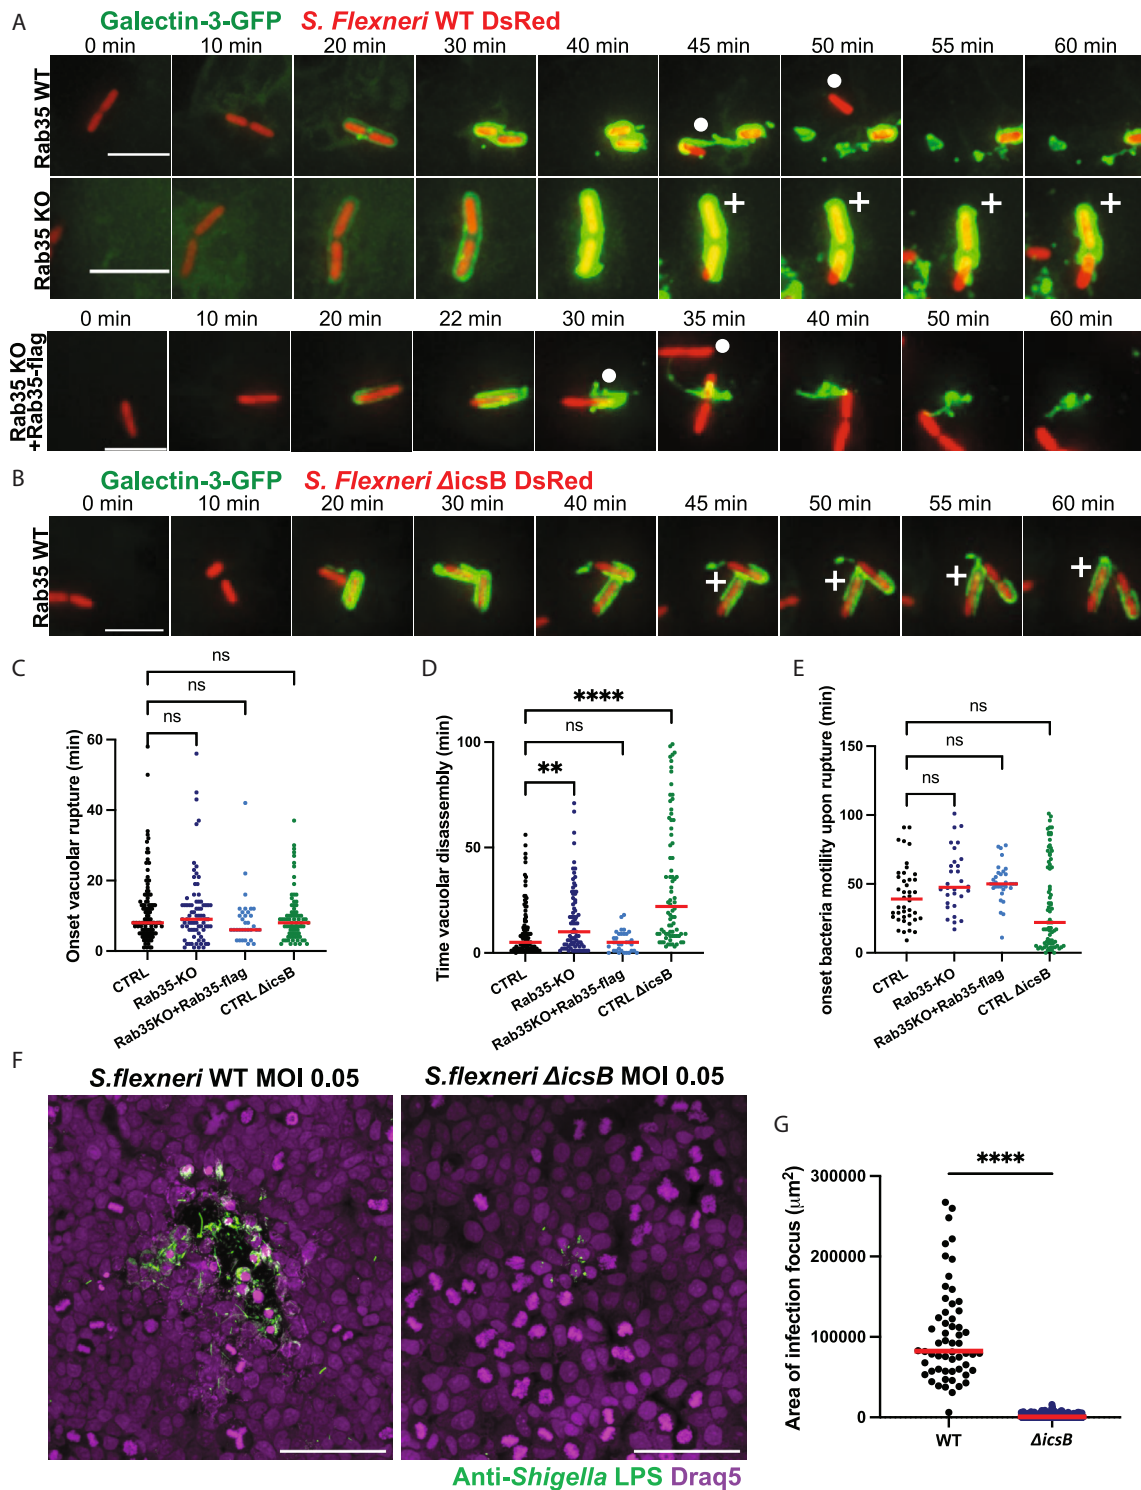 A
Galectin-3-GFP S. Flexneri WT DsRed
0 min 10 min 20 min 30 min 40 min 45 min 50 min 55 min 60 min
Rab35 WT
Rab35 KO
+ + + +
0 min 10 min 20 min 22 min 30 min 35 min 40 min 50 min 60 min
Rab35 KO
+Rab35-flag
B
Galectin-3-GFP S. Flexneri ΔicsB DsRed
0 min 10 min 20 min 30 min 40 min 45 min 50 min 55 min 60 min
Rab35 WT
+ + + +
C
ns
ns
ns
Onset vacuolar rupture (min)
60
40
20
0
CTRL
Rab35-KO
Rab35KO+Rab35-flag
CTRL ΔicsB
D
****
ns
**
Time vacuolar disassembly (min)
100
50
0
CTRL
Rab35-KO
Rab35KO+Rab35-flag
CTRL ΔicsB
E
ns
ns
ns
onset bacteria motility upon rupture (min)
150
100
50
0
CTRL
Rab35-KO
Rab35KO+Rab35-flag
CTRL ΔicsB
F
S.flexneri WT MOI 0.05
S.flexneri ΔicsB MOI 0.05
Anti-Shigella LPS Draq5
G
****
Area of infection focus (μm²)
300000
200000
100000
0
WT
ΔicsB